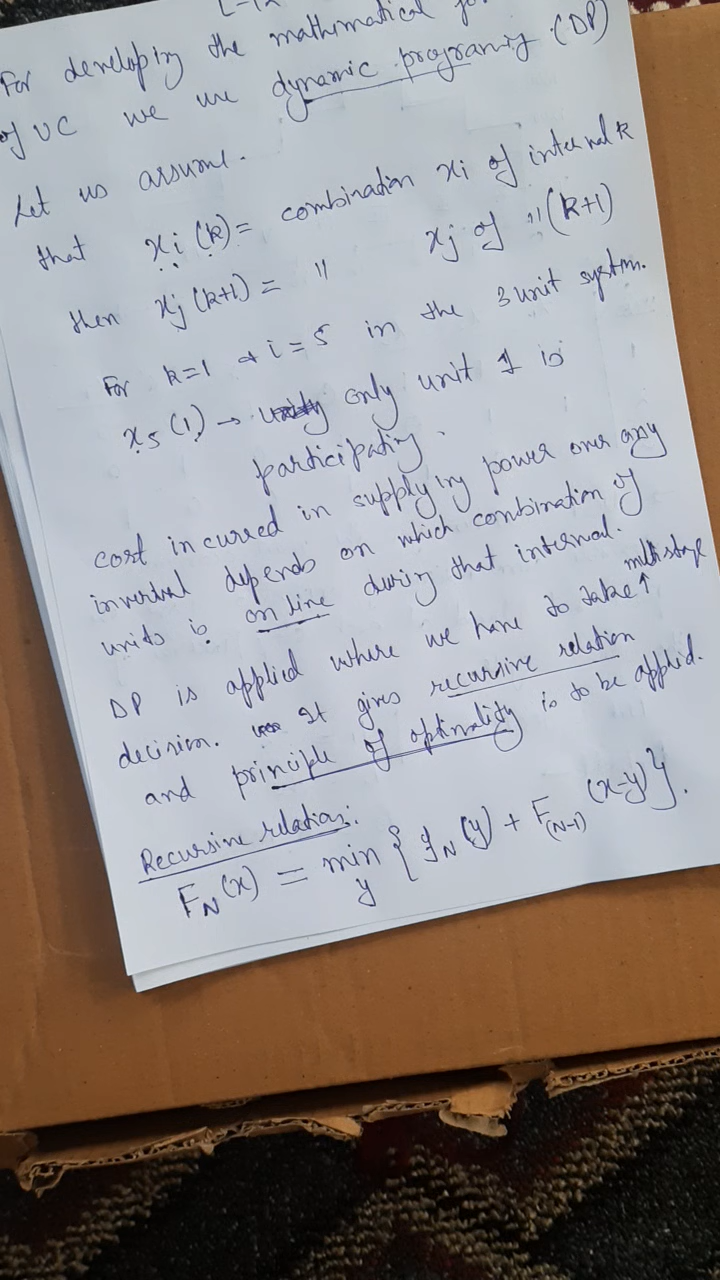 For developing the mathematical
of UC we use dynamic programig (DP)
Let us assume.
that xi (k) = combination xi of interval k
then xj (k+1) = " xj of " (k+1)
For k=1 & i=5 in the 3 unit system.
x5 (1) → only unit 1 is
participating.
cost incurred in supplying power over any
inverval depends on which combination of
units is on line during that interval.
DP is applied where we have to take ↑ multistage
decision. It gives recursive relation
and principle of optimality is to be applied.
Recursive relation:
FN(x) = min y { fN(y) + F(N-1) (x-y) }.